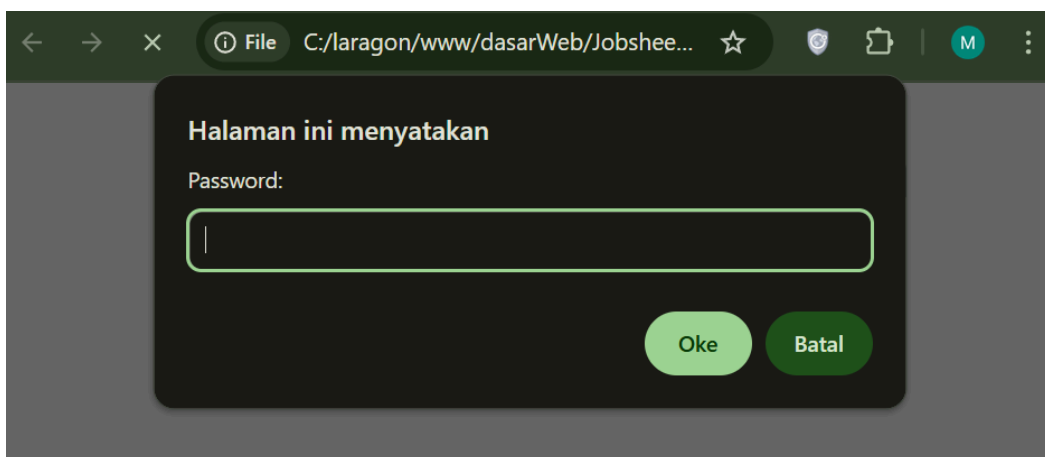 File C:/laragon/www/dasarWeb/Jobshee...
M
Halaman ini menyatakan
Password:
Oke Batal